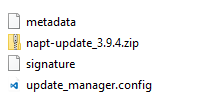 metadata
napt-update_3.9.4.zip
signature
update_manager.config